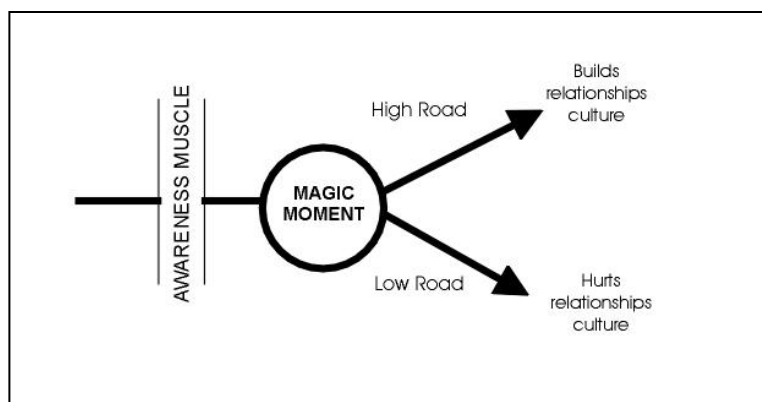 AWARENESS MUSCLE
MAGIC
MOMENT
High Road
Builds
relationships
culture
Low Road
Hurts
relationships
culture